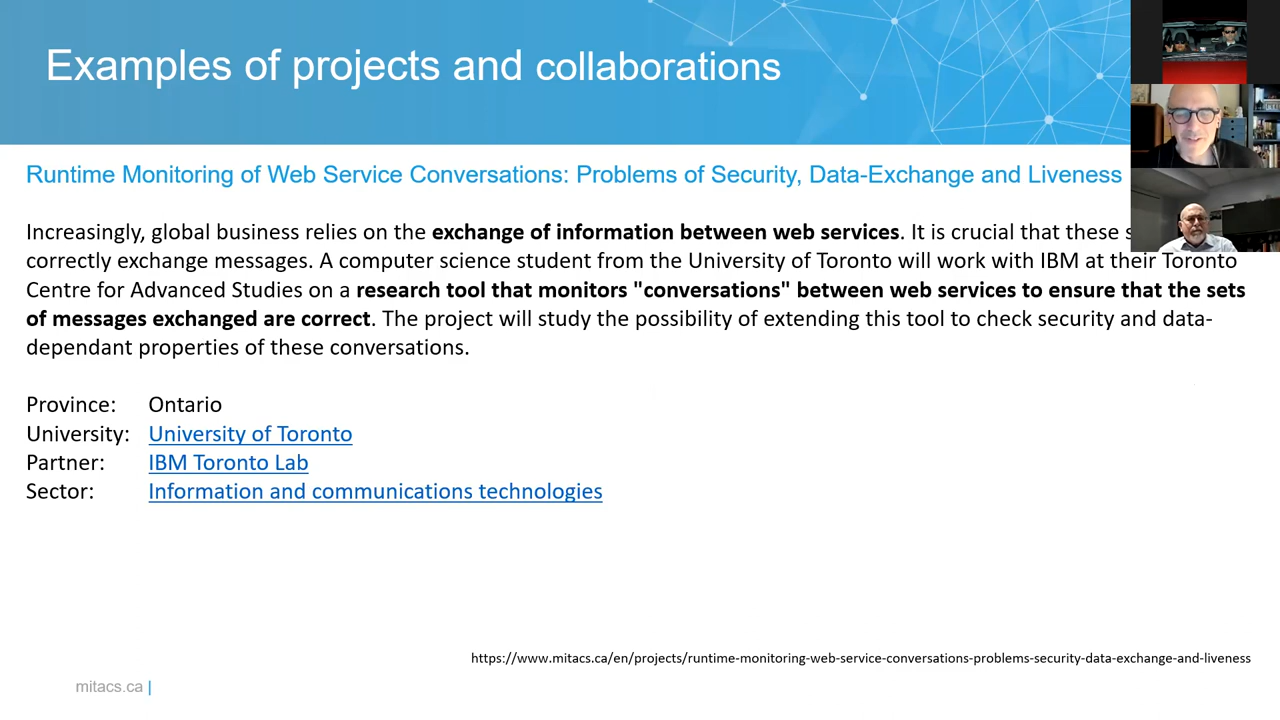 Examples of projects and collaborations
Runtime Monitoring of Web Service Conversations: Problems of Security, Data-Exchange and Liveness
Increasingly, global business relies on the exchange of information between web services. It is crucial that these
correctly exchange messages. A computer science student from the University of Toronto will work with IBM at their Toronto
Centre for Advanced Studies on a research tool that monitors "conversations" between web services to ensure that the sets
of messages exchanged are correct. The project will study the possibility of extending this tool to check security and data-
dependant properties of these conversations.
Province: Ontario
University: University of Toronto
Partner: IBM Toronto Lab
Sector: Information and communications technologies
https://www.mitacs.ca/en/projects/runtime-monitoring-web-service-conversations-problems-security-data-exchange-and-liveness
mitacs.ca |